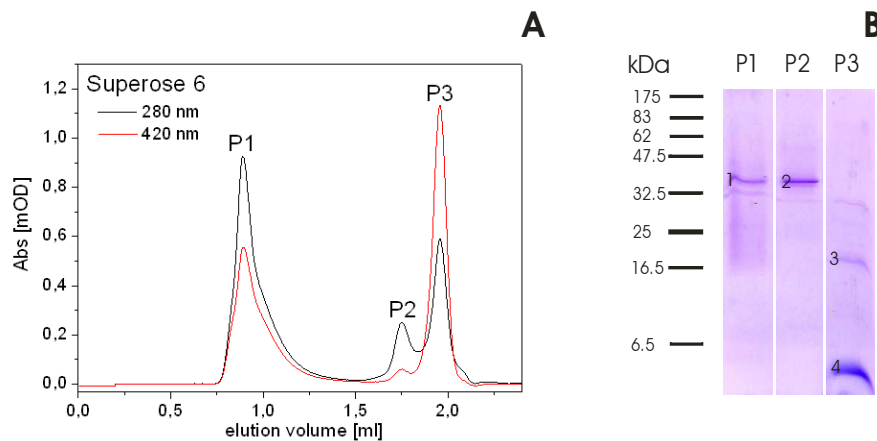 A
Superose 6
280 nm
420 nm
P1
P2
P3
Abs [mOD]
1,2
1,0
0,8
0,6
0,4
0,2
0,0
0,0 0,5 1,0 1,5 2,0
elution volume [ml]
B
kDa P1 P2 P3
175
83
62
47.5
32.5
25
16.5
6.5
1
2
3
4